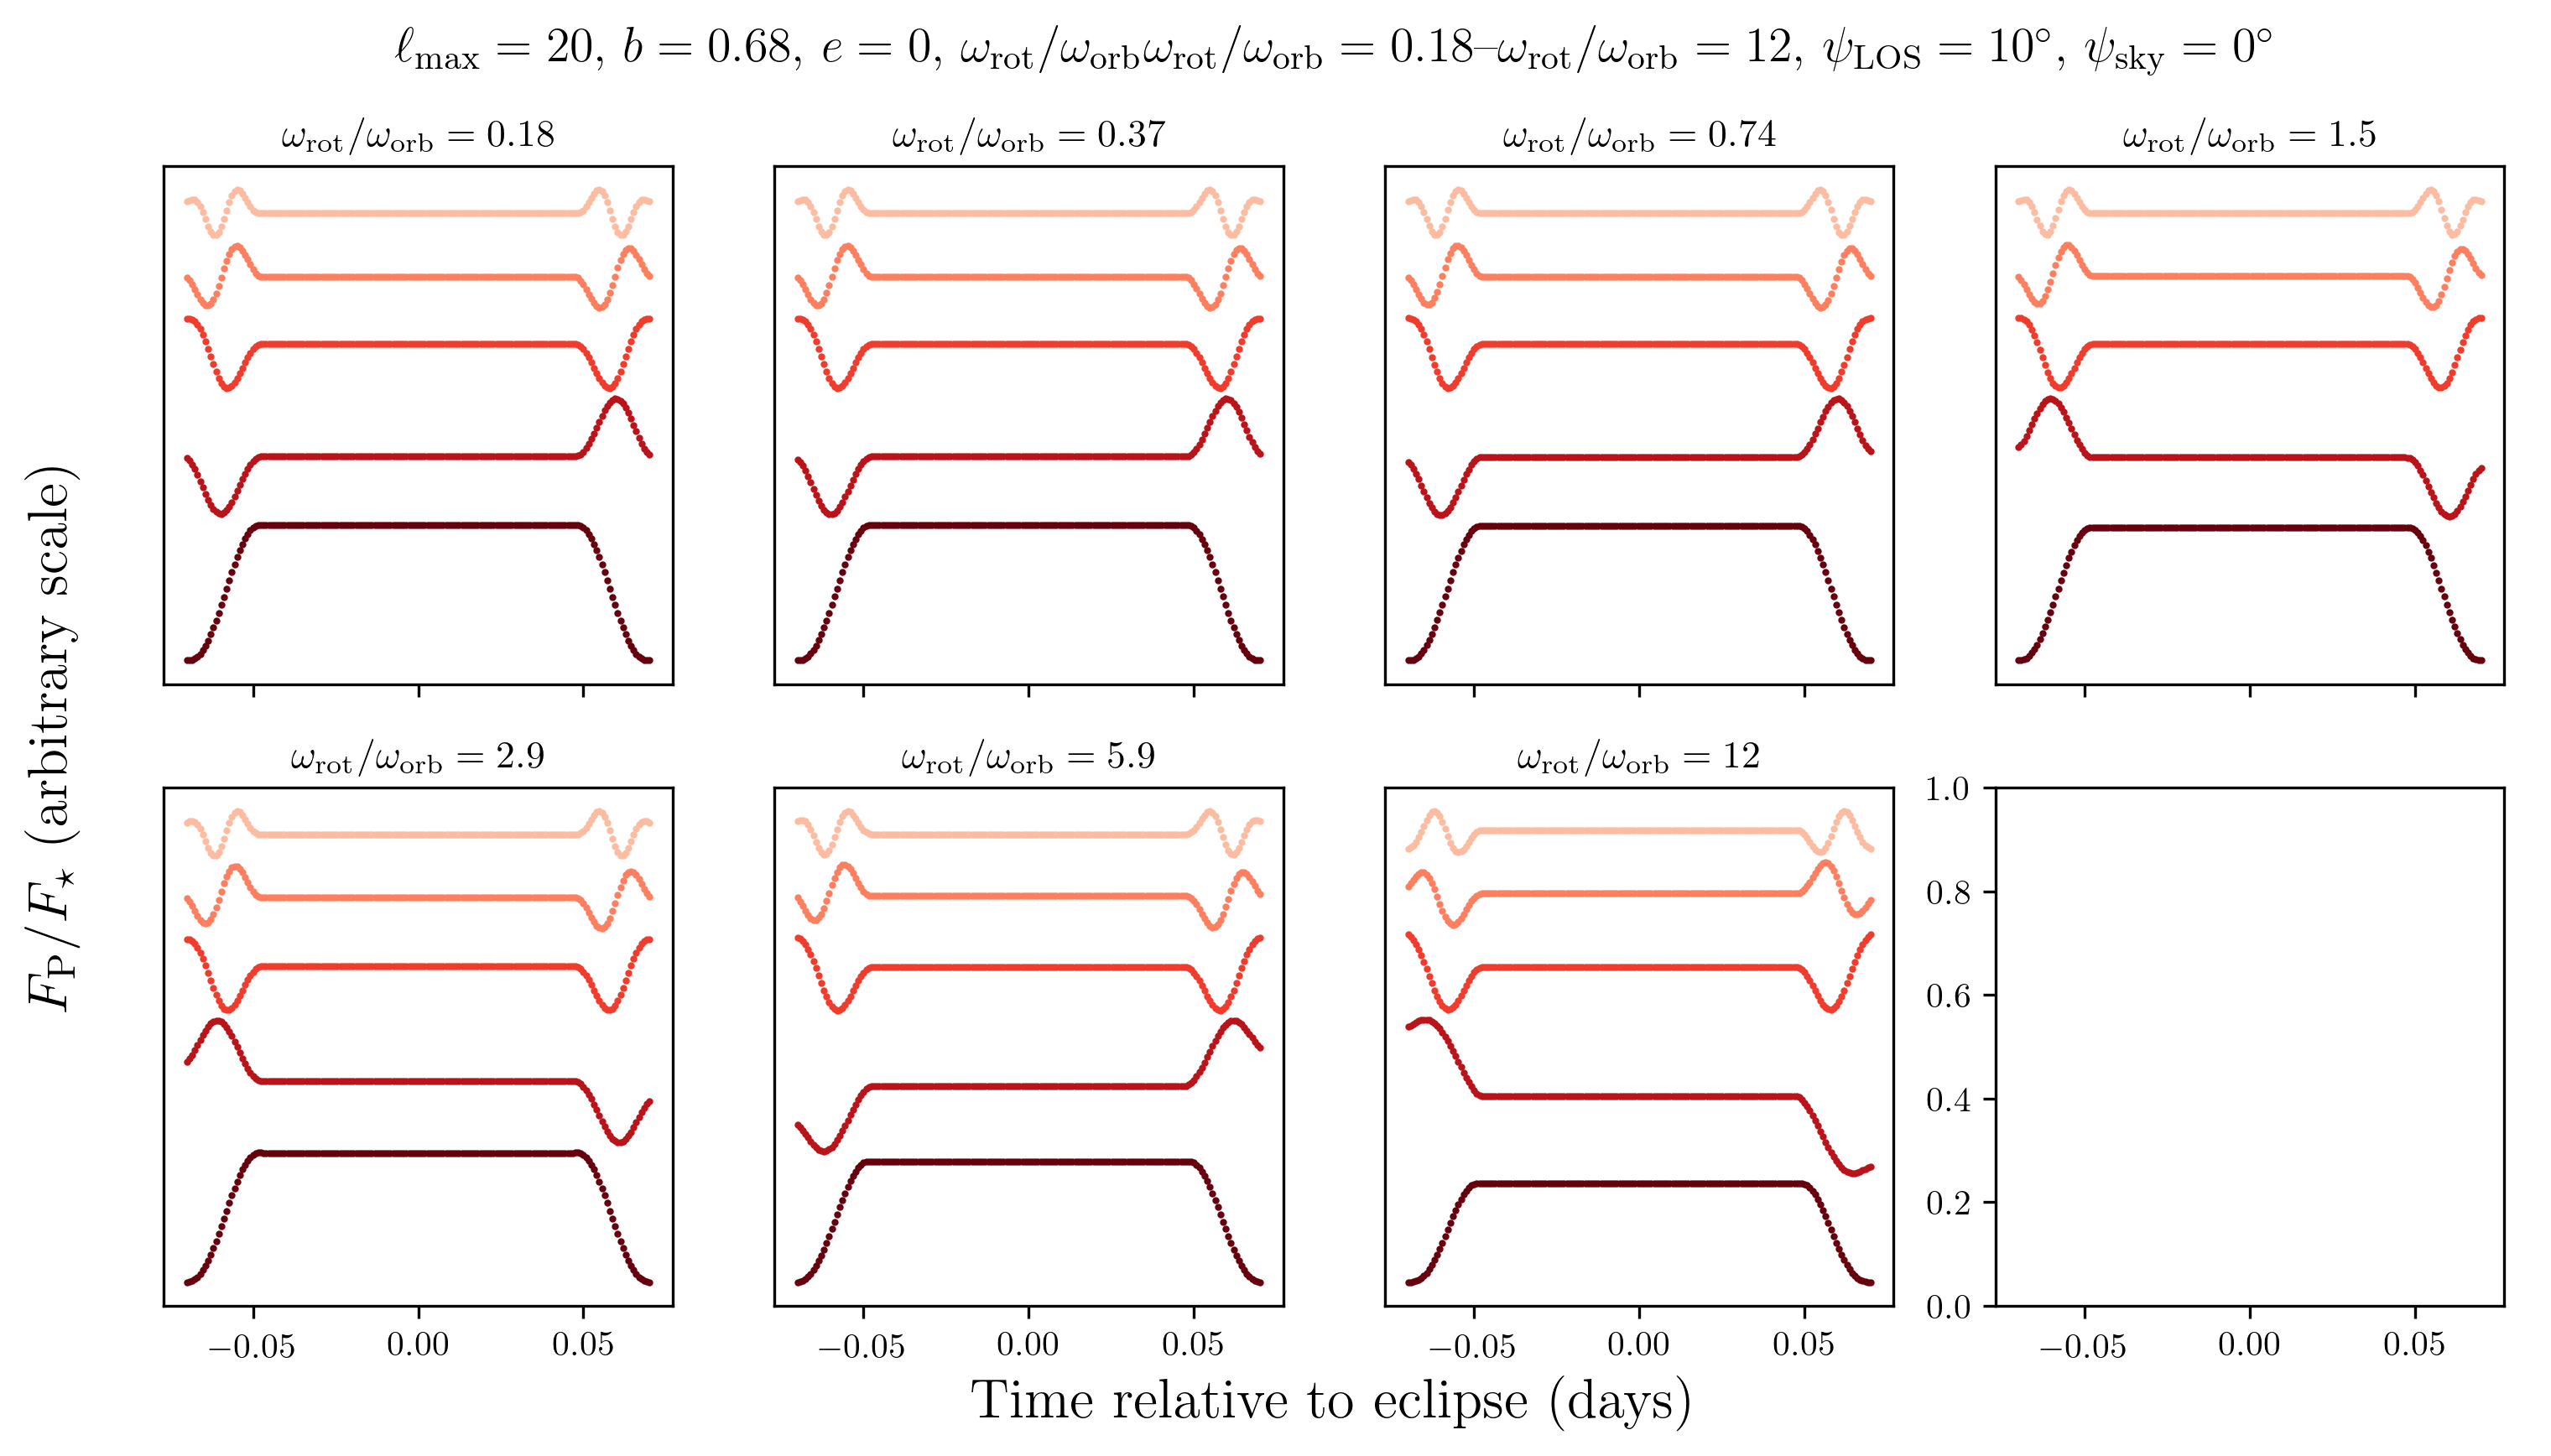 ℓmax = 20, b = 0.68, e = 0, ωrot/ωorbωrot/ωorb = 0.18–ωrot/ωorb = 12, ψLOS = 10°, ψsky = 0°
ωrot/ωorb = 0.18
ωrot/ωorb = 0.37
ωrot/ωorb = 0.74
ωrot/ωorb = 1.5
FP/F⋆ (arbitrary scale)
ωrot/ωorb = 2.9
ωrot/ωorb = 5.9
ωrot/ωorb = 12
1.0
0.8
0.6
0.4
0.2
0.0
−0.05 0.00 0.05
−0.05 0.00 0.05
−0.05 0.00 0.05
−0.05 0.00 0.05
Time relative to eclipse (days)